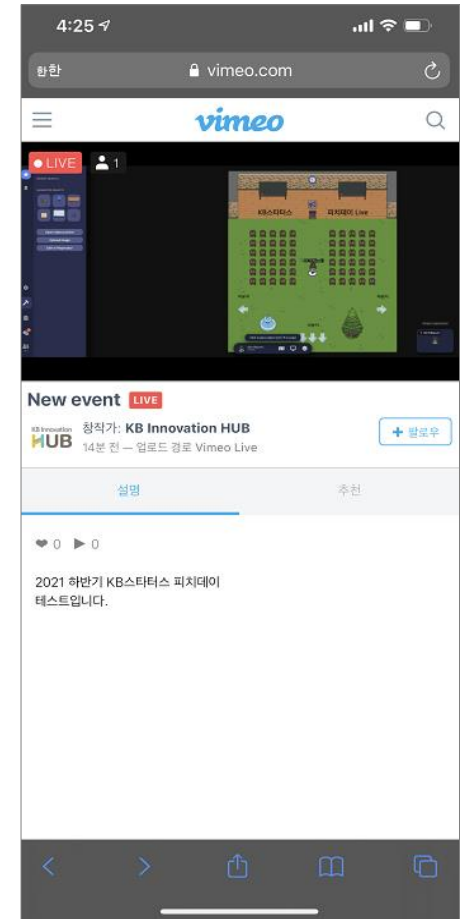 4:25
한한
vimeo.com
vimeo
LIVE
1
KB스타터스
피치데이 Live
New event LIVE
KB Innovation
HUB
창작가: KB Innovation HUB
14분 전 — 업로드 경로 Vimeo Live
+ 팔로우
설명
추천
0
0
2021 하반기 KB스타터스 피치데이
테스트입니다.